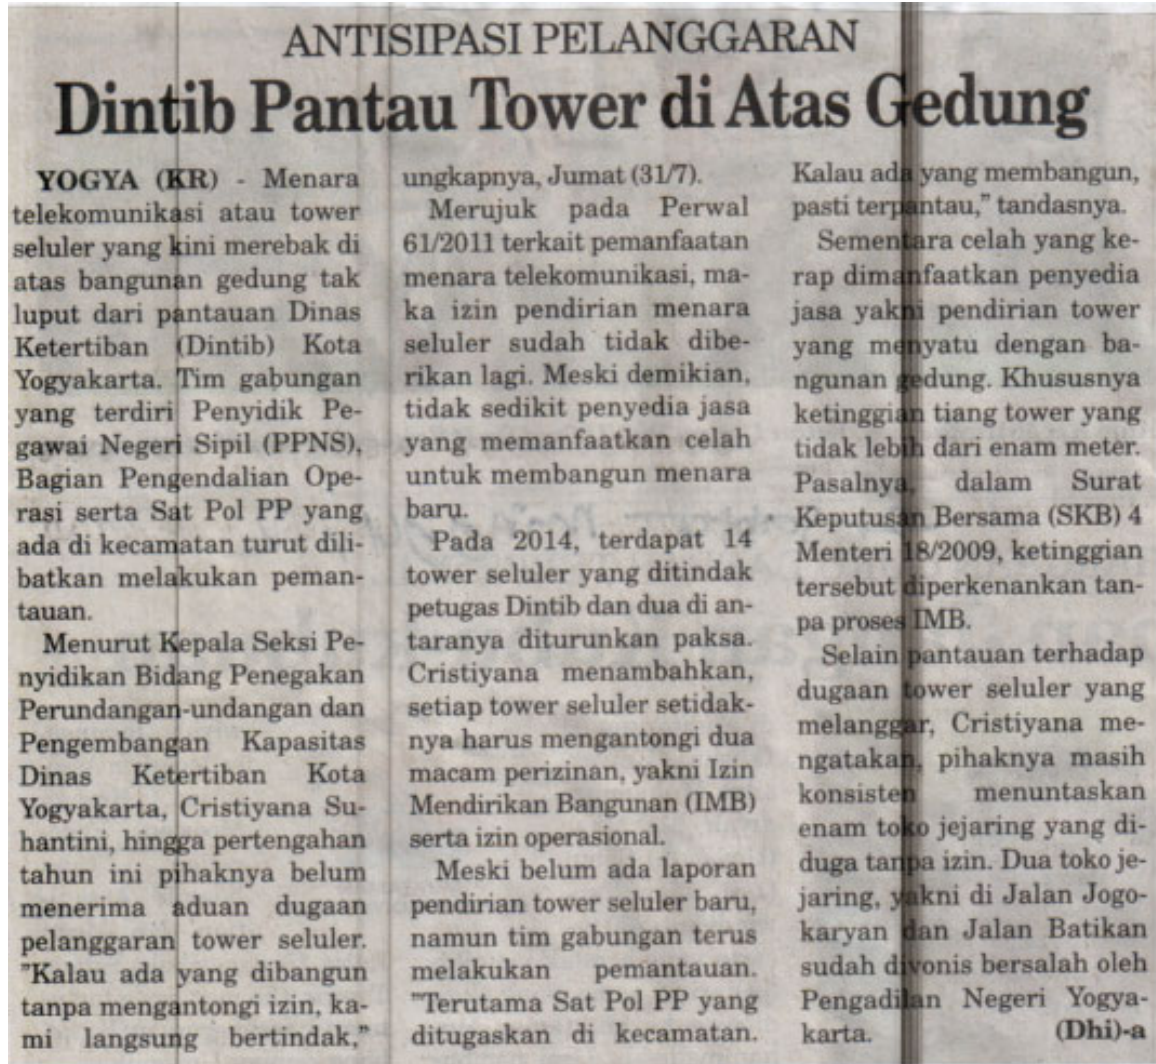 ANTISIPASI PELANGGARAN
Dintib Pantau Tower di Atas Gedung
YOGYA (KR) - Menara
telekomunikasi atau tower
seluler yang kini merebak di
atas bangunan gedung tak
luput dari pantauan Dinas
Ketertiban (Dintib) Kota
Yogyakarta. Tim gabungan
yang terdiri Penyidik Pe-
gawai Negeri Sipil (PPNS),
Bagian Pengendalian Ope-
rasi serta Sat Pol PP yang
ada di kecamatan turut dili-
batkan melakukan peman-
tauan.
Menurut Kepala Seksi Pe-
nyidikan Bidang Penegakan
Perundangan-undangan dan
Pengembangan Kapasitas
Dinas Ketertiban Kota
Yogyakarta, Cristiyana Su-
hantini, hingga pertengahan
tahun ini pihaknya belum
menerima aduan dugaan
pelanggaran tower seluler.
"Kalau ada yang dibangun
tanpa mengantongi izin, ka-
mi langsung bertindak,"
ungkapnya, Jumat (31/7).
Merujuk pada Perwal
61/2011 terkait pemanfaatan
menara telekomunikasi, ma-
ka izin pendirian menara
seluler sudah tidak dibe-
rikan lagi. Meski demikian,
tidak sedikit penyedia jasa
yang memanfaatkan celah
untuk membangun menara
baru.
Pada 2014, terdapat 14
tower seluler yang ditindak
petugas Dintib dan dua di an-
taranya diturunkan paksa.
Cristiyana menambahkan,
setiap tower seluler setidak-
nya harus mengantongi dua
macam perizinan, yakni Izin
Mendirikan Bangunan (IMB)
serta izin operasional.
Meski belum ada laporan
pendirian tower seluler baru,
namun tim gabungan terus
melakukan pemantauan.
"Terutama Sat Pol PP yang
ditugaskan di kecamatan.
Kalau ada yang membangun,
pasti terpantau," tandasnya.
Sementara celah yang ke-
rap dimanfaatkan penyedia
jasa yakni pendirian tower
yang menyatu dengan ba-
ngunan gedung. Khususnya
ketinggian tiang tower yang
tidak lebih dari enam meter.
Pasalnya, dalam Surat
Keputusan Bersama (SKB) 4
Menteri 18/2009, ketinggian
tersebut diperkenankan tan-
pa proses IMB.
Selain pantauan terhadap
dugaan tower seluler yang
melanggar, Cristiyana me-
ngatakan, pihaknya masih
konsisten menuntaskan
enam toko jejaring yang di-
duga tanpa izin. Dua toko je-
jaring, yakni di Jalan Jogo-
karyan dan Jalan Batikan
sudah divonis bersalah oleh
Pengadilan Negeri Yogya-
karta. (Dhi)-a